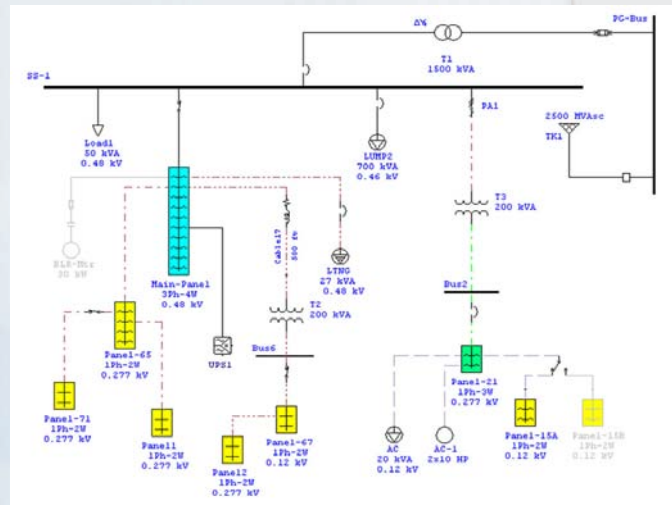 Δ-Y
PG-Bus
T1
1500 kVA
SS-1
PA1
2500 MVAsc
TK1
Load1
50 kVA
0.48 kV
LUMP2
700 kVA
0.46 kV
T3
200 kVA
Cable17
500 ft
LTNG
27 kVA
0.48 kV
30 kW
Main-Panel
3Ph-4W
0.48 kV
Bus2
T2
200 kVA
Panel-65
1Ph-2W
0.277 kV
UPS1
Bus6
Panel-21
1Ph-3W
0.277 kV
Panel-71
1Ph-2W
0.277 kV
Panel1
1Ph-2W
0.277 kV
Panel2
1Ph-2W
0.277 kV
Panel-67
1Ph-2W
0.12 kV
AC
20 kVA
0.12 kV
AC-1
2x10 HP
Panel-15A
1Ph-2W
0.12 kV
Panel-15B
1Ph-2W
0.12 kV